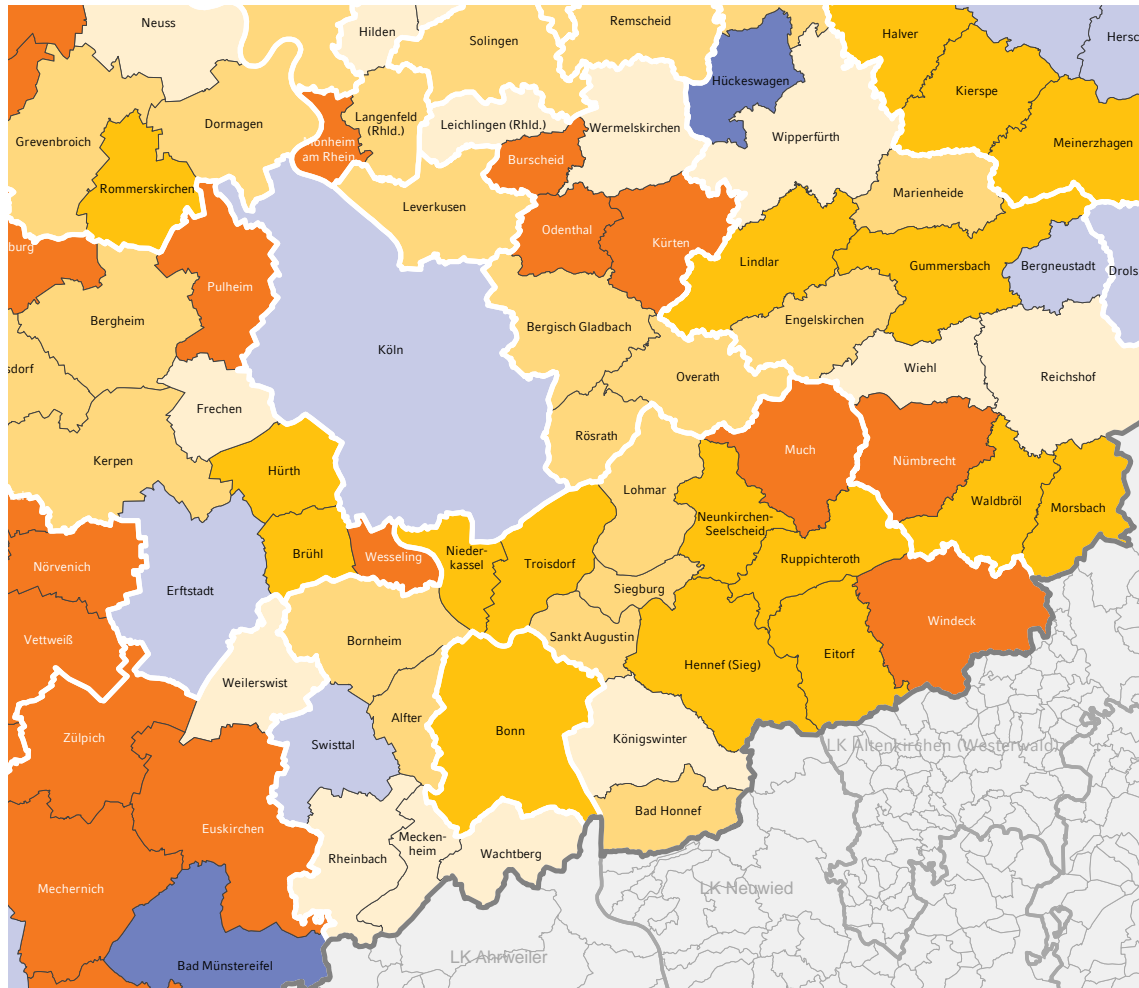 Neuss
Hilden
Solingen
Remscheid
Halver
Hersc
Hückeswagen
Kierspe
Grevenbroich
Dormagen
Langenfeld
(Rhld.)
Leichlingen (Rhld.)
Wermelskirchen
Wipperfürth
Meinerzhagen
Monheim
am Rhein
Burscheid
Rommerskirchen
Marienheide
Leverkusen
Odenthal
Kürten
burg
Lindlar
Gummersbach
Bergneustadt
Drols
Pulheim
Bergheim
Köln
Bergisch Gladbach
Engelskirchen
sdorf
Overath
Wiehl
Reichshof
Frechen
Rösrath
Kerpen
Hürth
Much
Nümbrecht
Lohmar
Waldbröl
Morsbach
Neunkirchen-
Seelscheid
Nörvenich
Brühl
Wesseling
Nieder-
kassel
Troisdorf
Ruppichteroth
Erftstadt
Siegburg
Vettweiß
Bornheim
Sankt Augustin
Windeck
Hennef (Sieg)
Eitorf
Weilerswist
Zülpich
Swisttal
Alfter
Bonn
Königswinter
LK Altenkirchen (Westerwald)
Euskirchen
Bad Honnef
Mecken-
heim
Rheinbach
Wachtberg
Mechernich
LK Neuwied
Bad Münstereifel
LK Ahrweiler